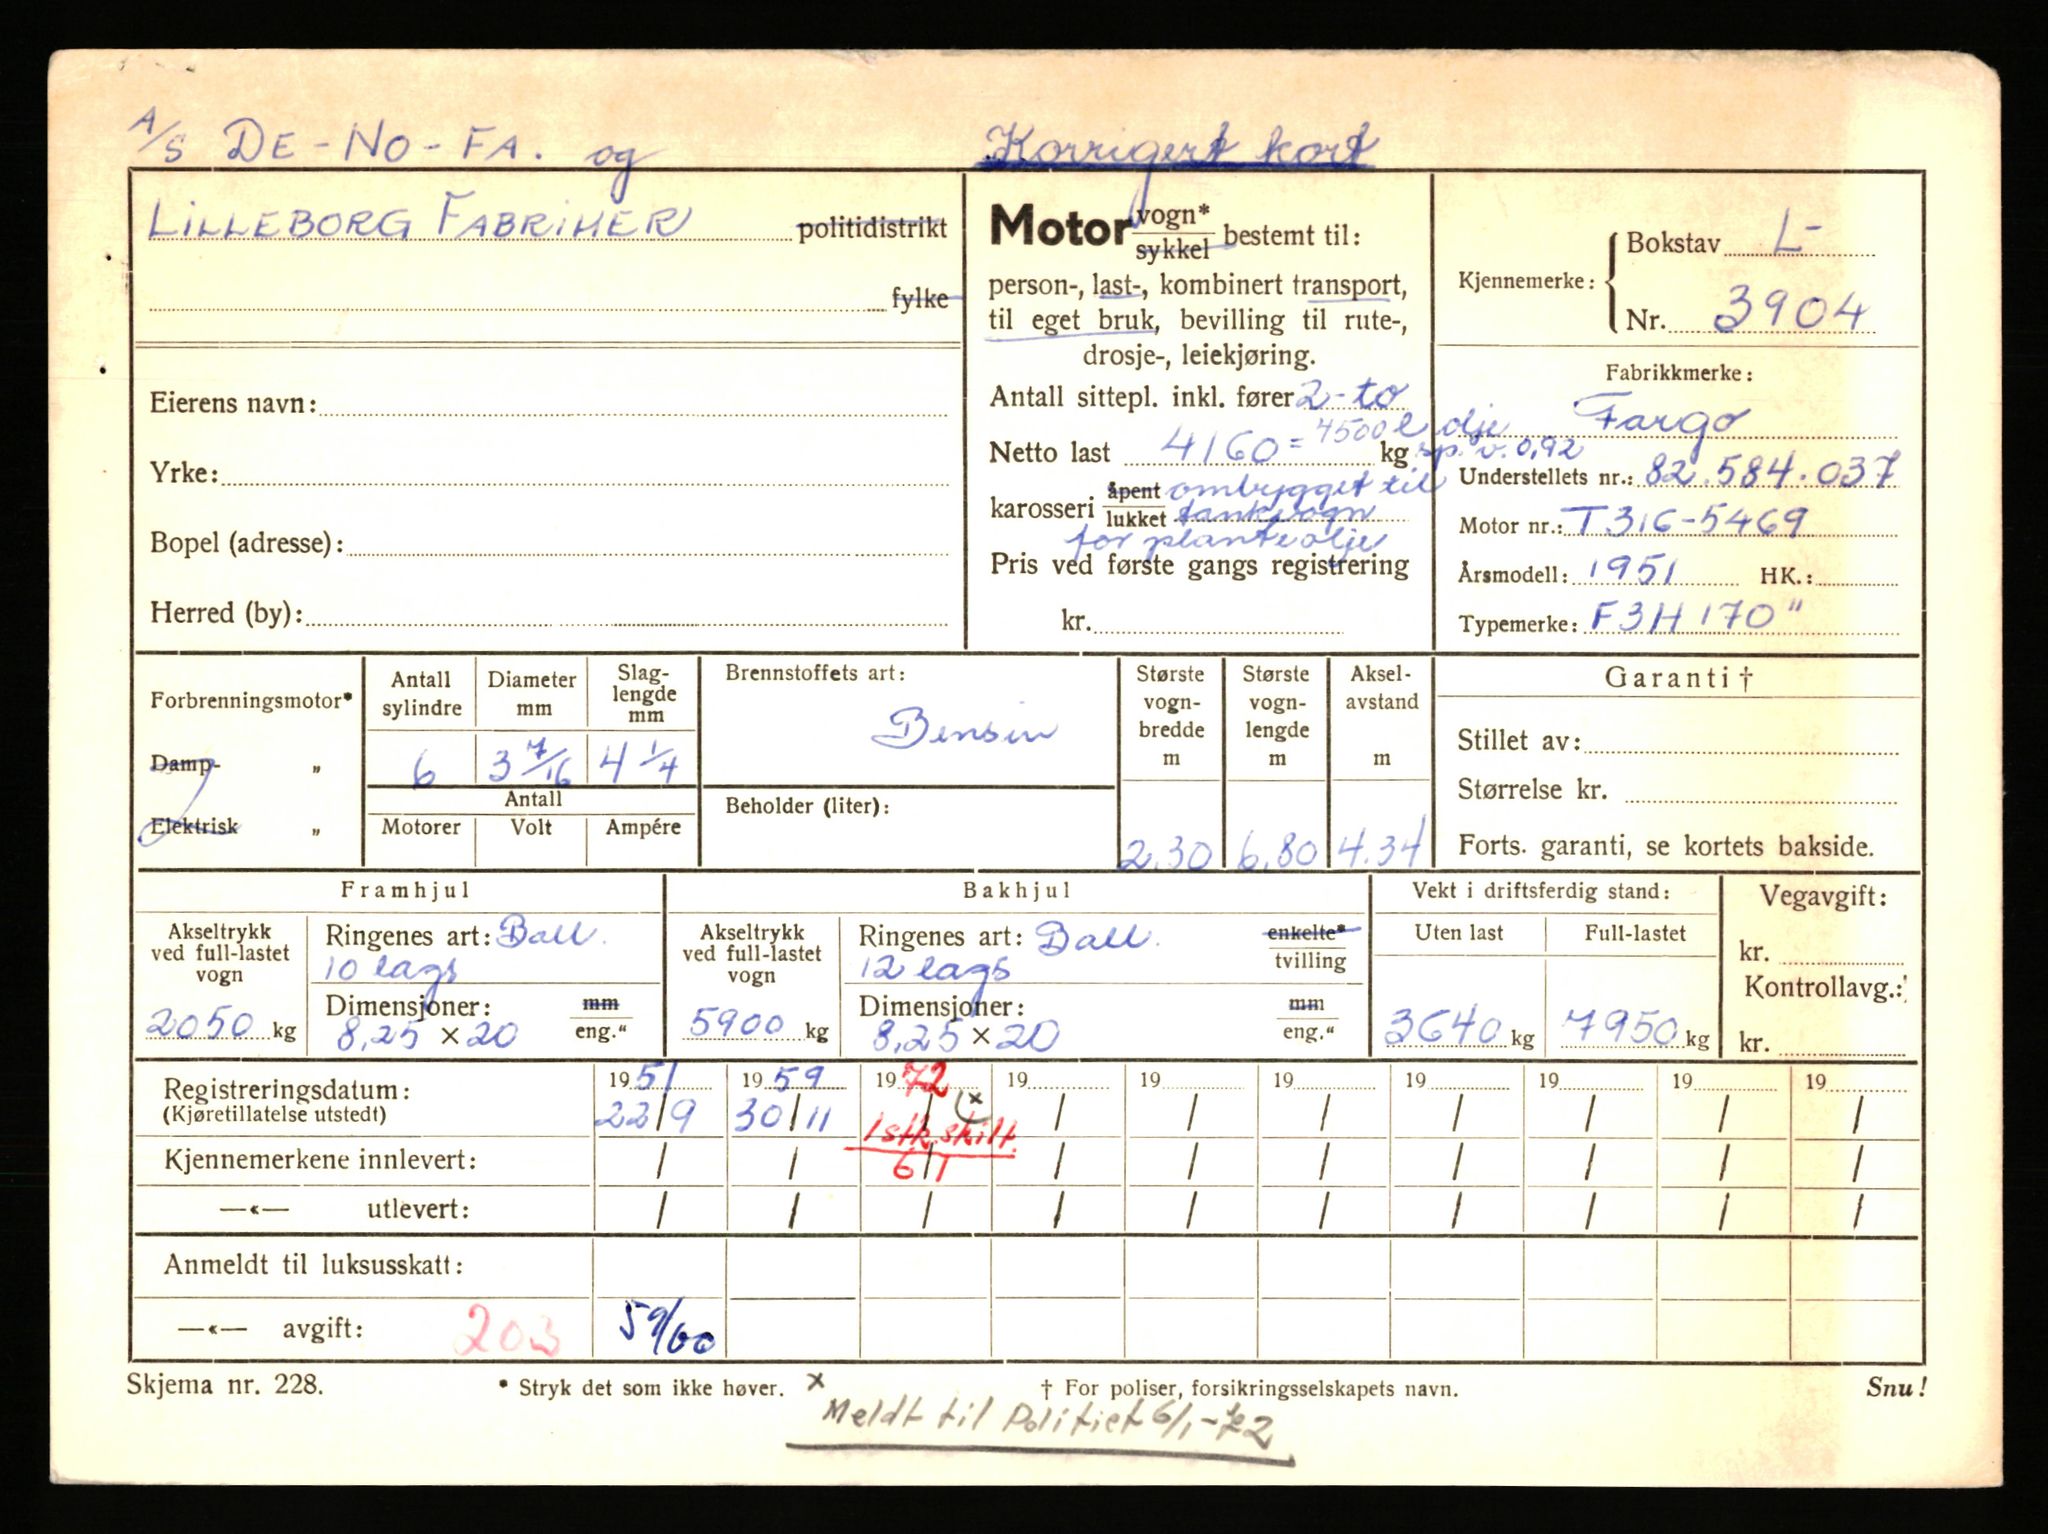 A/S DE-NO-FA. og
Korrigert kort
LILLEBORG FABRIKER politidistrikt
fylke
Eierens navn:
Yrke:
Bopel (adresse):
Herred (by):
Motor vogn* sykkel bestemt til:
person-, last-, kombinert transport,
til eget bruk, bevilling til rute-,
drosje-, leiekjøring.
Antall sittepl. inkl. fører 2-to
Netto last 4160 = 4500 l olje kg sp. v. 0,92
karosseri åpent lukket ombygget til
tankvogn
for planteolje
Pris ved første gangs registrering
kr.
Kjennemerke: Bokstav L-
Nr. 3904
Fabrikkmerke:
Fargo
Understellets nr.: 82.584.037
Motor nr.: T.316-5469
Årsmodell: 1951 HK.:
Typemerke: F3H 170"
Forbrenningsmotor*
Damp- „
Elektrisk „
Antall sylindre
6
Diameter mm
3 7/16
Slag-
lengde
mm
4 1/4
Antall
Motorer Volt Ampére
Brennstoffets art:
Bensin
Beholder (liter):
Største
vogn-
bredde
m
2.30
Største
vogn-
lengde
m
6,80
Aksel-
avstand
m
4.34
Garanti †
Stillet av:
Størrelse kr.
Forts. garanti, se kortets bakside.
Framhjul
Akseltrykk
ved full-lastet
vogn
2050 kg
Ringenes art: Ball.
10 lags
Dimensjoner: mm
8,25 × 20 eng."
Bakhjul
Akseltrykk
ved full-lastet
vogn
5900 kg
Ringenes art: Ball. enkelte*
12 lags tvilling
Dimensjoner: mm
8,25 × 20 eng."
Vekt i driftsferdig stand:
Uten last Full-lastet
3640 kg 7950 kg
Vegavgift:
kr.
Kontrollavg.:
kr.
Registreringsdatum: 1951 1959 1972 19 19 19 19 19 19 19
(Kjøretillatelse utstedt) 22/9 30/11 / (x / / / / / / /
1 stk. skilt.
Kjennemerkene innlevert: / / 6/1 / / / / / / /
—«— utlevert: / / / / / / / / / /
Anmeldt til luksusskatt:
—«— avgift: 203 59/60
Skjema nr. 228. * Stryk det som ikke høver. x † For poliser, forsikringsselskapets navn. Snu!
Meldt til Politiet 6/1-72